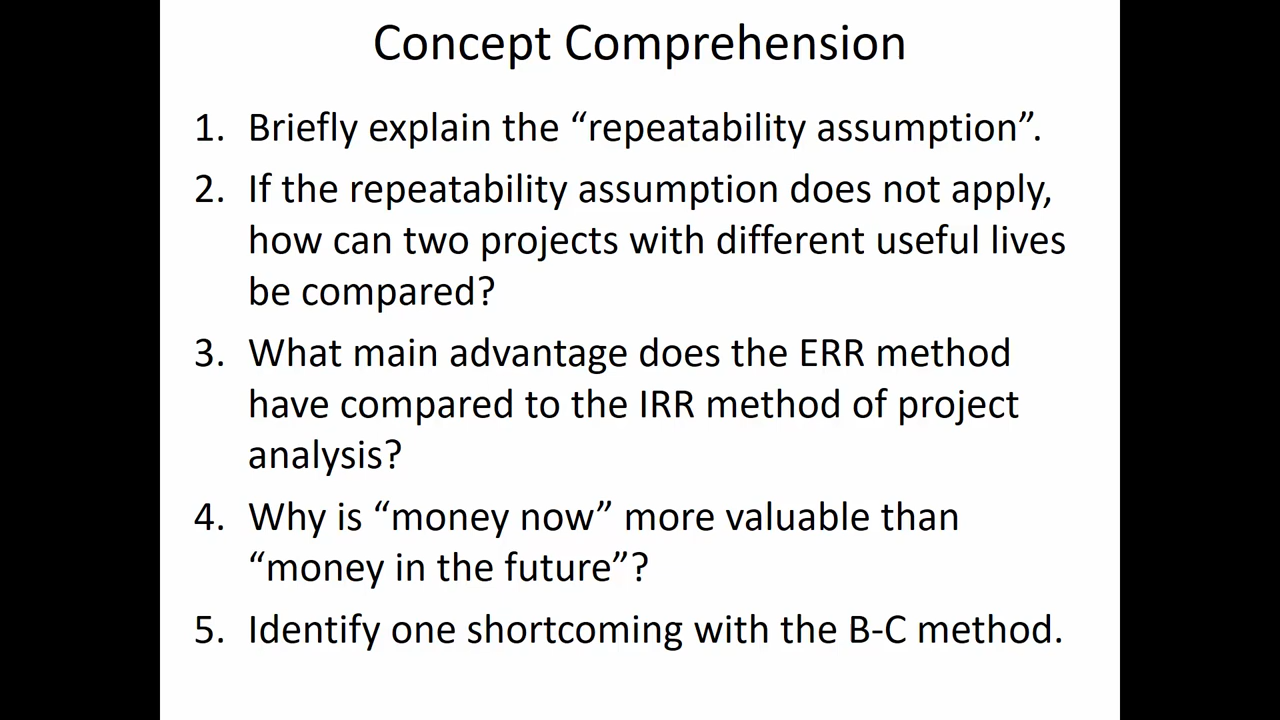 Concept Comprehension
1. Briefly explain the “repeatability assumption”.
2. If the repeatability assumption does not apply,
how can two projects with different useful lives
be compared?
3. What main advantage does the ERR method
have compared to the IRR method of project
analysis?
4. Why is “money now” more valuable than
“money in the future”?
5. Identify one shortcoming with the B-C method.